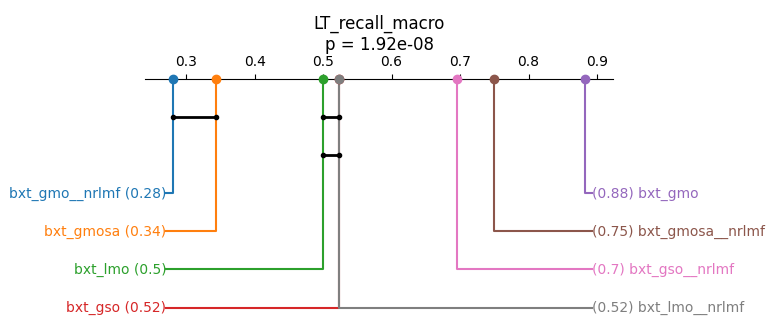 LT_recall_macro
p = 1.92e-08
0.3 0.4 0.5 0.6 0.7 0.8 0.9
bxt_gmo__nrlmf (0.28) (0.88) bxt_gmo
bxt_gmosa (0.34) (0.75) bxt_gmosa__nrlmf
bxt_lmo (0.5) (0.7) bxt_gso__nrlmf
bxt_gso (0.52) (0.52) bxt_lmo__nrlmf